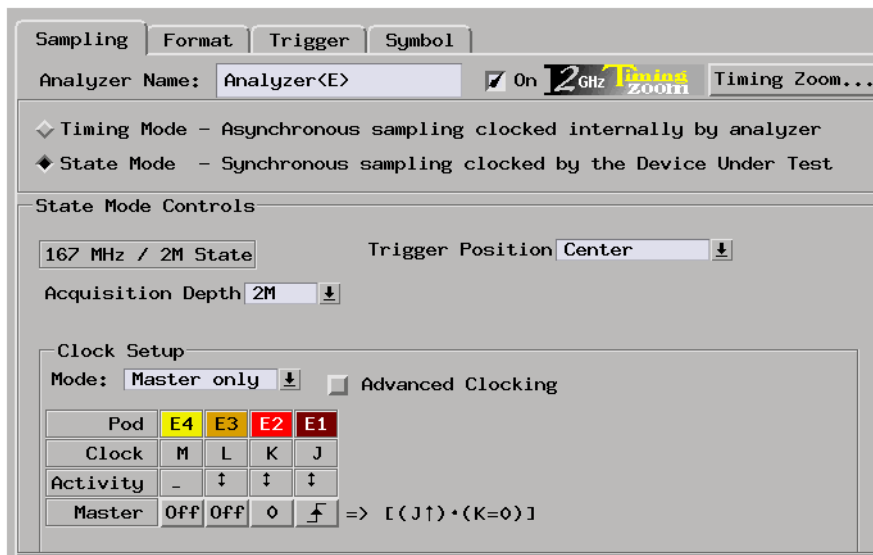 Sampling Format Trigger Symbol
Analyzer Name: Analyzer<E> On 2 GHz Timing zoom Timing Zoom...
Timing Mode - Asynchronous sampling clocked internally by analyzer
State Mode - Synchronous sampling clocked by the Device Under Test
State Mode Controls
167 MHz / 2M State Trigger Position Center
Acquisition Depth 2M
Clock Setup
Mode: Master only Advanced Clocking
Pod E4 E3 E2 E1
Clock M L K J
Activity _ ↕ ↕ ↕
Master Off Off 0 => [(J↑)·(K=0)]